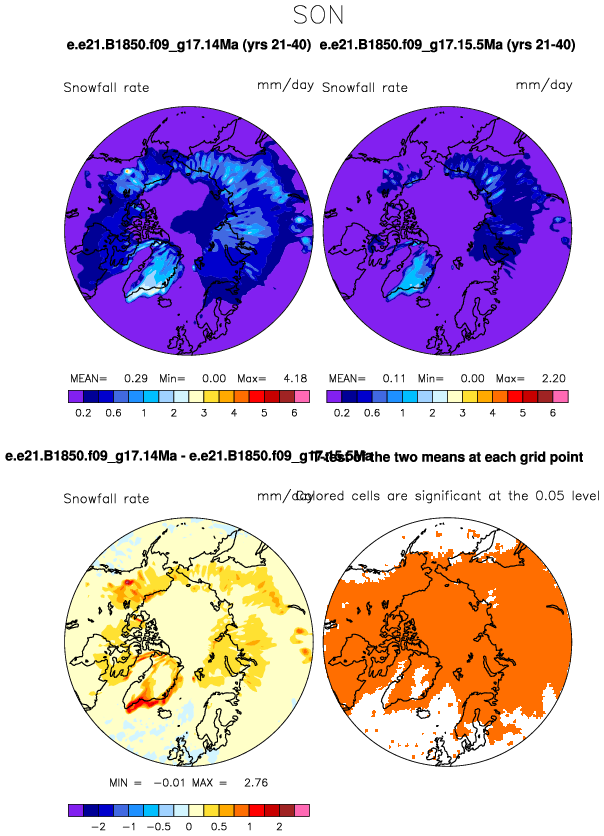 SON
e.e21.B1850.f09_g17.14Ma (yrs 21-40) e.e21.B1850.f09_g17.15.5Ma (yrs 21-40)
Snowfall rate mm/day Snowfall rate mm/day
MEAN= 0.29 Min= 0.00 Max= 4.18 MEAN= 0.11 Min= 0.00 Max= 2.20
0.2 0.6 1 2 3 4 5 6 0.2 0.6 1 2 3 4 5 6
e.e21.B1850.f09_g17.14Ma - e.e21.B1850.f09_g17.15.5Ma T-test of the two means at each grid point
Snowfall rate mm/day Colored cells are significant at the 0.05 level
MIN = -0.01 MAX = 2.76
-2 -1 -0.5 0 0.5 1 2